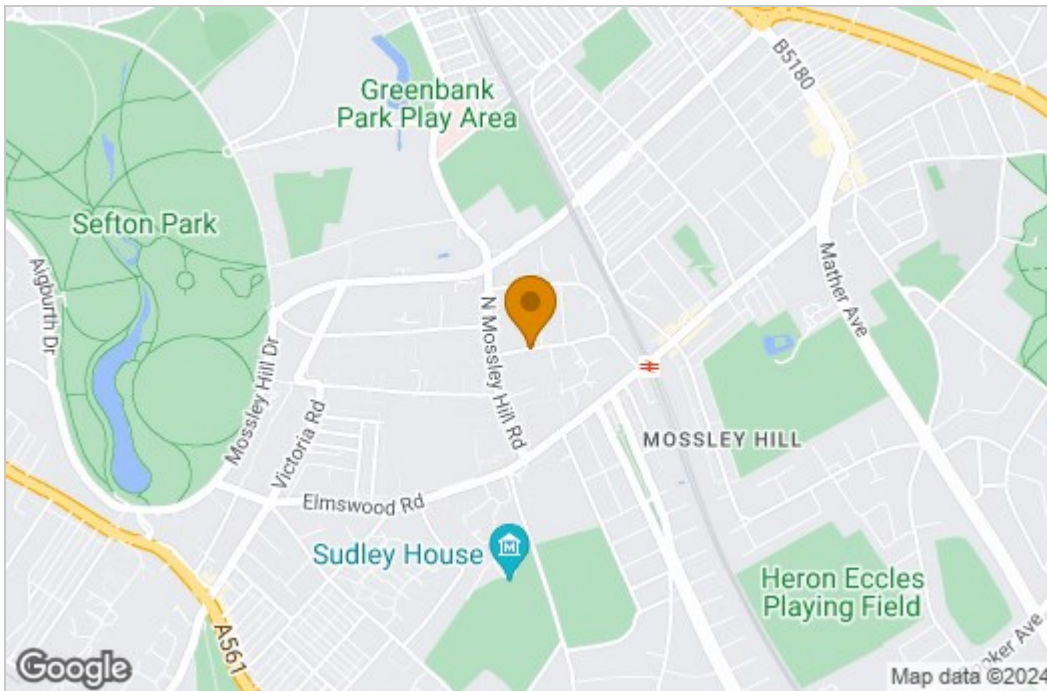 B5180
Greenbank
Park Play Area
Sefton Park
Aigburth Dr
N Mossley Hill Rd
Mather Ave
Mossley Hill Dr
Victoria Rd
MOSSLEY HILL
Elmswood Rd
Sudley House
M
Heron Eccles
Playing Field
A561
Google
Map data ©2024